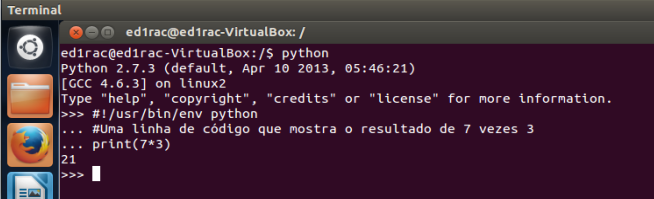 Terminal
ed1rac@ed1rac-VirtualBox: /
ed1rac@ed1rac-VirtualBox:/$ python
Python 2.7.3 (default, Apr 10 2013, 05:46:21)
[GCC 4.6.3] on linux2
Type "help", "copyright", "credits" or "license" for more information.
>>> #!/usr/bin/env python
... #Uma linha de código que mostra o resultado de 7 vezes 3
... print(7*3)
21
>>>